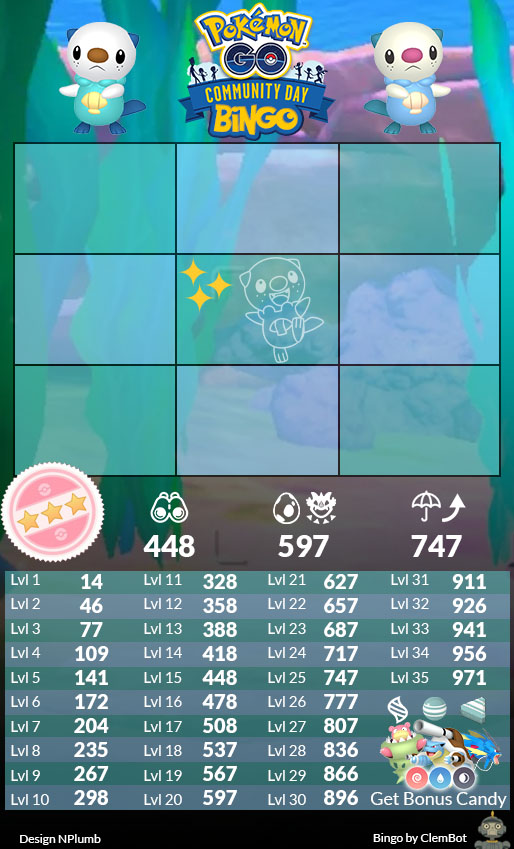 Pokémon
GO
COMMUNITY DAY
BINGO
448 597 747
Lvl 1 14 Lvl 11 328 Lvl 21 627 Lvl 31 911
Lvl 2 46 Lvl 12 358 Lvl 22 657 Lvl 32 926
Lvl 3 77 Lvl 13 388 Lvl 23 687 Lvl 33 941
Lvl 4 109 Lvl 14 418 Lvl 24 717 Lvl 34 956
Lvl 5 141 Lvl 15 448 Lvl 25 747 Lvl 35 971
Lvl 6 172 Lvl 16 478 Lvl 26 777
Lvl 7 204 Lvl 17 508 Lvl 27 807
Lvl 8 235 Lvl 18 537 Lvl 28 836
Lvl 9 267 Lvl 19 567 Lvl 29 866
Lvl 10 298 Lvl 20 597 Lvl 30 896 Get Bonus Candy
Design NPlumb Bingo by ClemBot